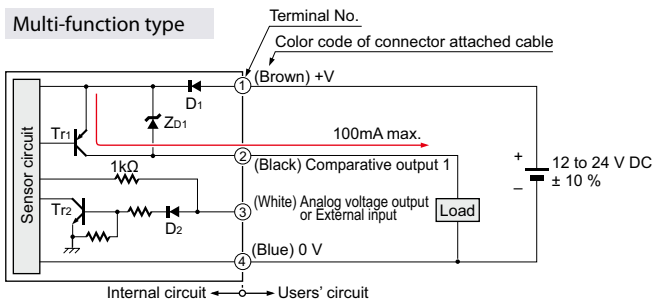 Multi-function type
Terminal No.
Color code of connector attached cable
1 (Brown) +V
D1
Tr1
ZD1
100mA max.
2 (Black) Comparative output 1
1kΩ
Sensor circuit
Tr2
D2
3 (White) Analog voltage output
or External input
Load
+
–
12 to 24 V DC
± 10 %
4 (Blue) 0 V
Internal circuit
Users' circuit